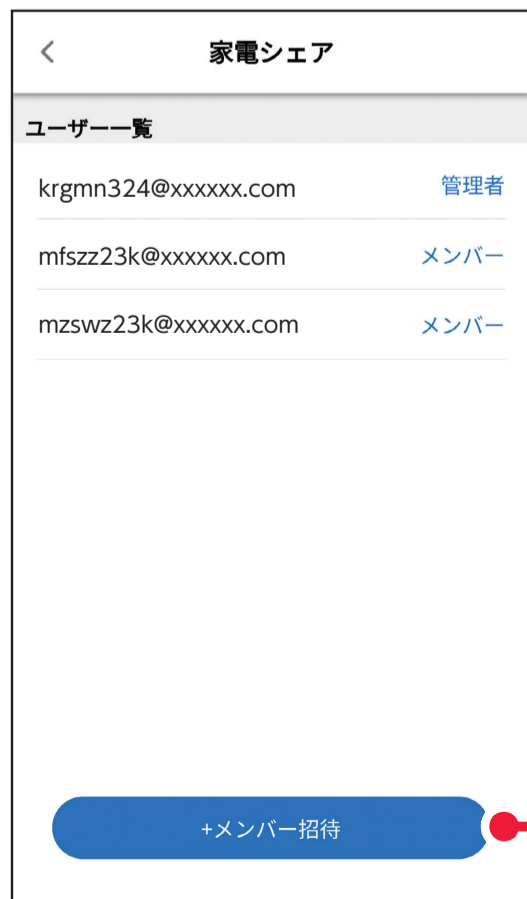 家電シェア
ユーザー一覧
krgmn324@xxxxxx.com 管理者
mfszz23k@xxxxxx.com メンバー
mzswz23k@xxxxxx.com メンバー
+メンバー招待